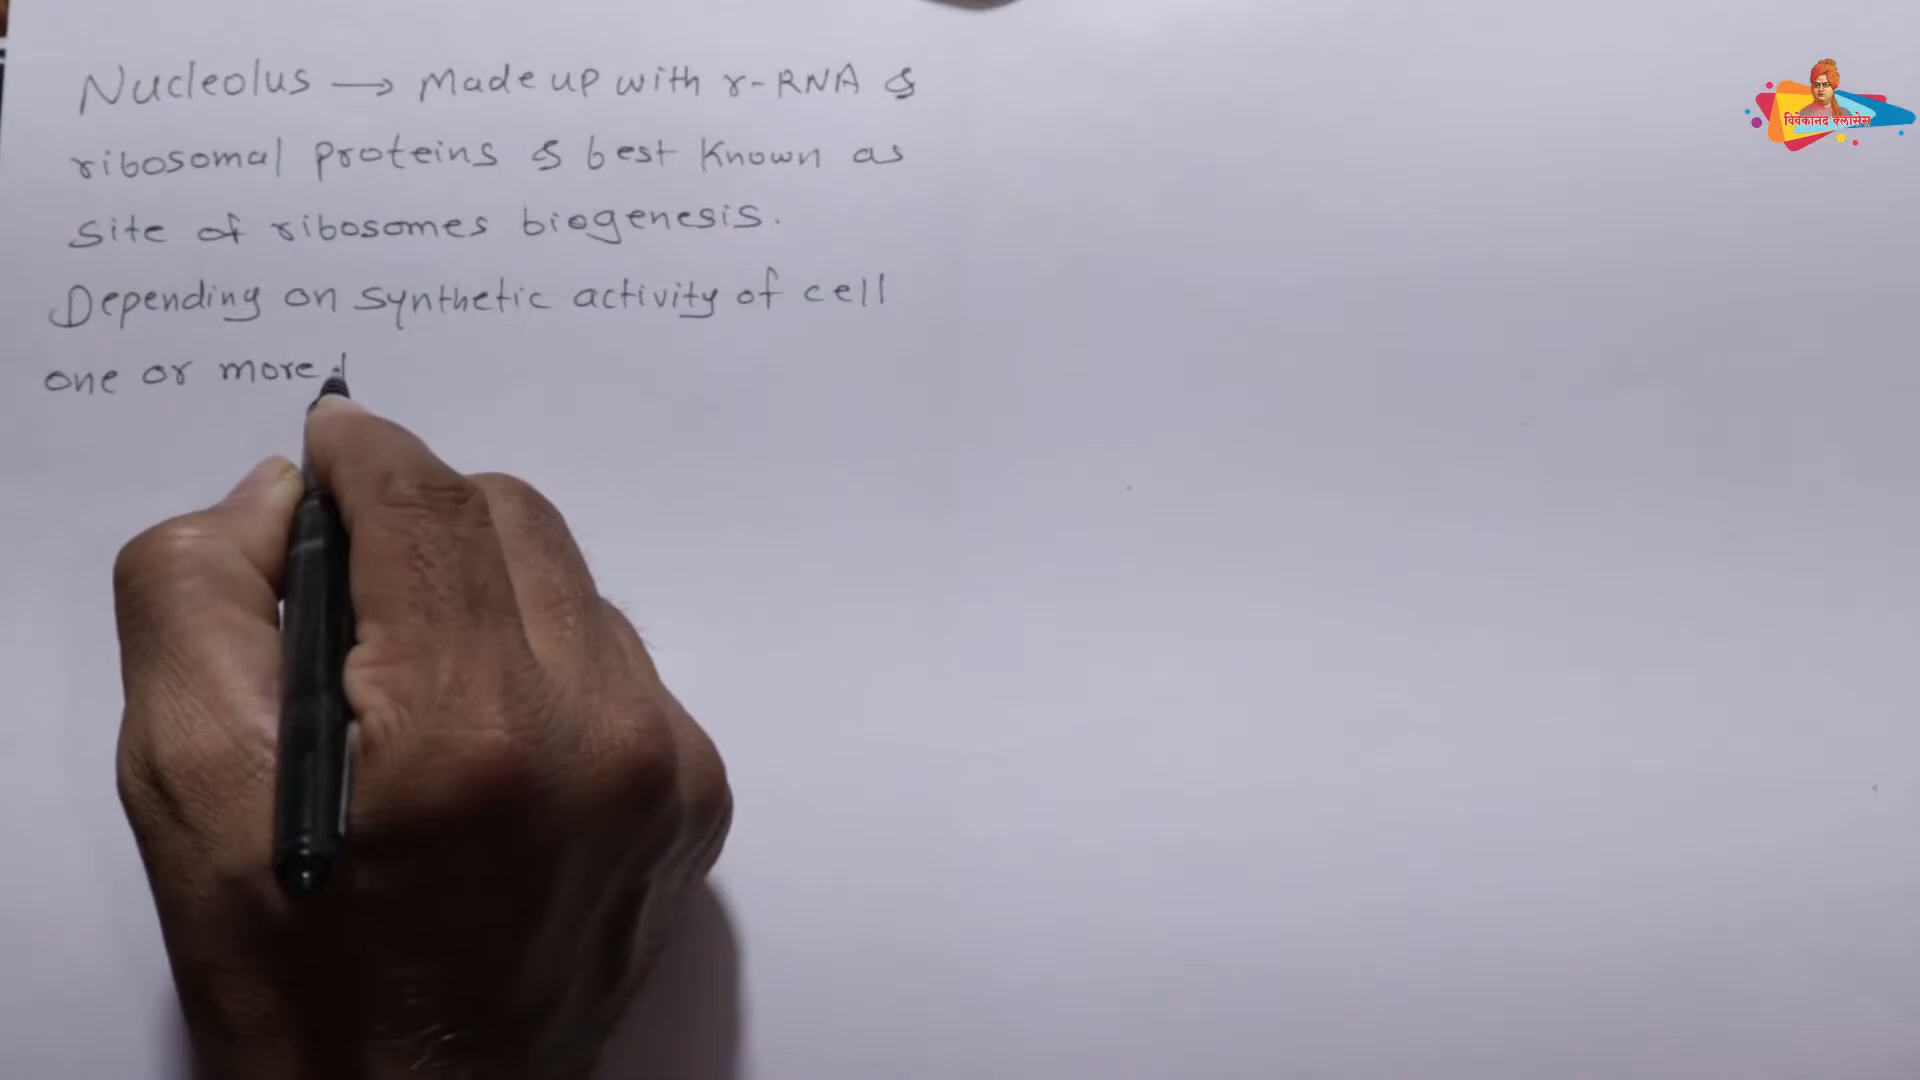 Nucleolus → Made up with r-RNA &
ribosomal proteins & best known as
site of ribosomes biogenesis.
Depending on synthetic activity of cell
one or more
विवेकानंद क्लासेस